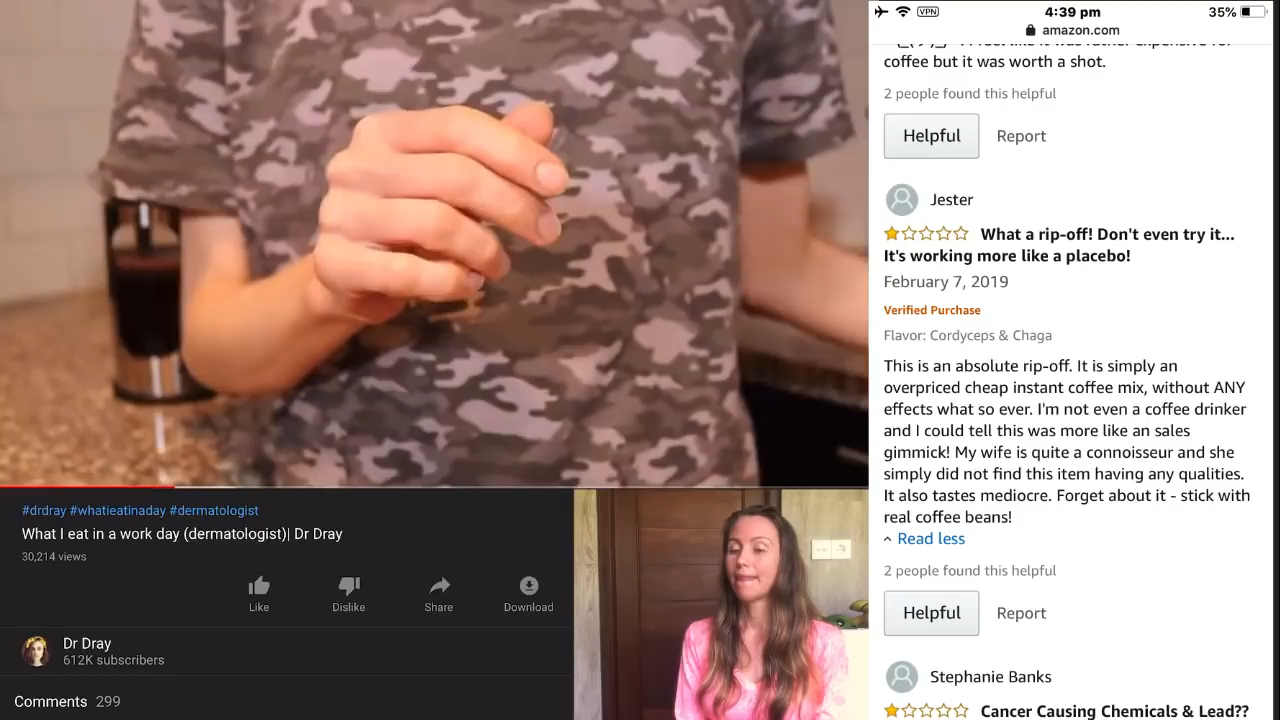 #drdray #whatieatinaday #dermatologist
What I eat in a work day (dermatologist)| Dr Dray
30,214 views
Like Dislike Share Download
Dr Dray
612K subscribers
Comments 299
VPN 4:39 pm 35%
amazon.com
coffee but it was worth a shot.
2 people found this helpful
Helpful Report
Jester
What a rip-off! Don't even try it...
It's working more like a placebo!
February 7, 2019
Verified Purchase
Flavor: Cordyceps & Chaga
This is an absolute rip-off. It is simply an
overpriced cheap instant coffee mix, without ANY
effects what so ever. I'm not even a coffee drinker
and I could tell this was more like an sales
gimmick! My wife is quite a connoisseur and she
simply did not find this item having any qualities.
It also tastes mediocre. Forget about it - stick with
real coffee beans!
Read less
2 people found this helpful
Helpful Report
Stephanie Banks
Cancer Causing Chemicals & Lead??